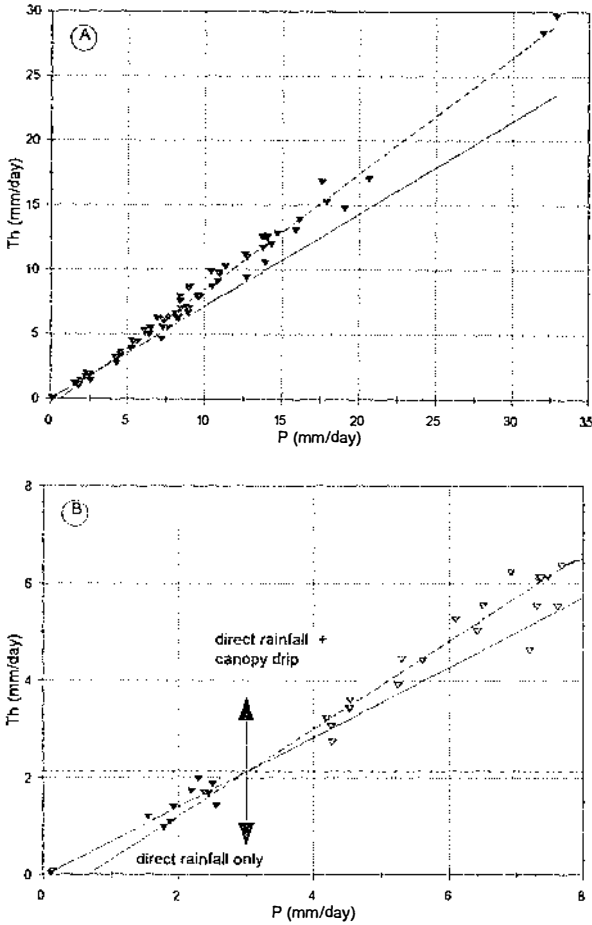 A
30
25
20
15
10
5
0
Th (mm/day)
0 5 10 15 20 25 30 35
P (mm/day)
B
8
6
4
2
0
Th (mm/day)
direct rainfall +
canopy drip
direct rainfall only
0 2 4 6 8
P (mm/day)